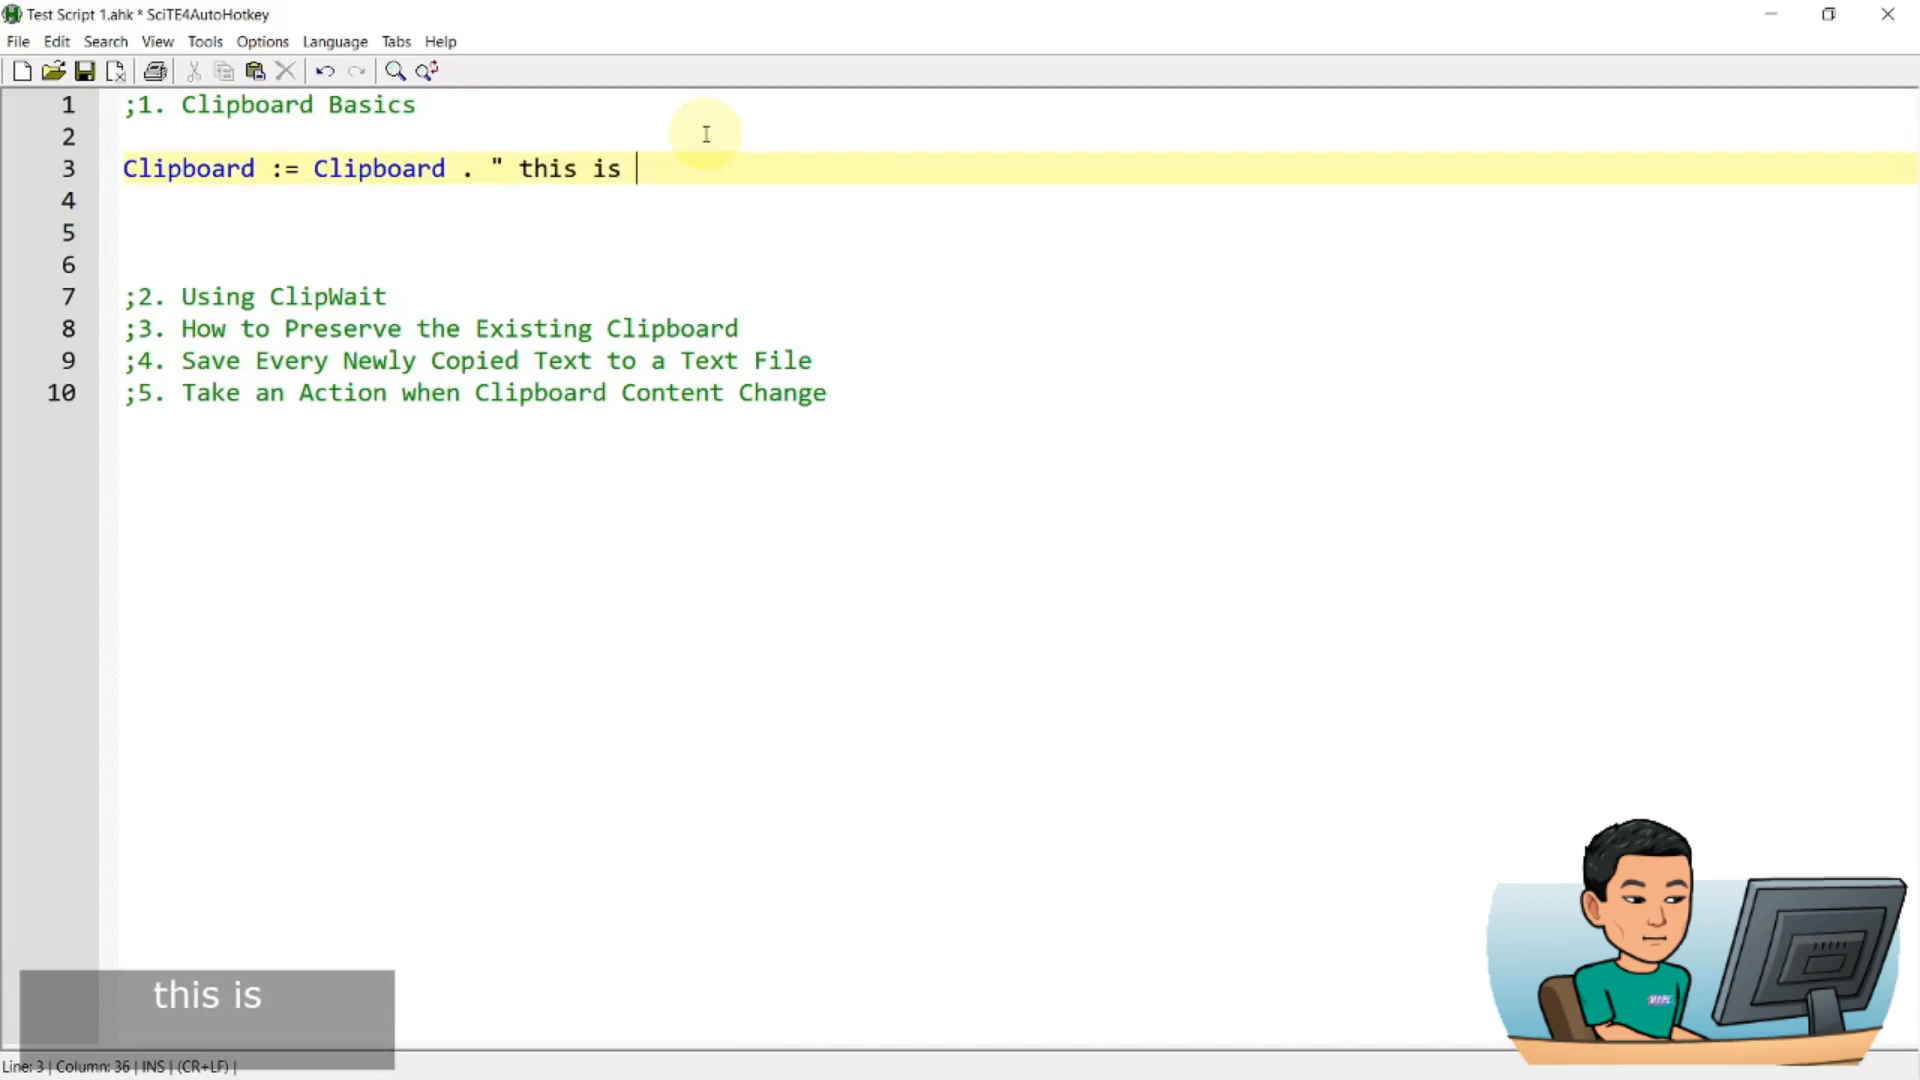 Test Script 1.ahk * SciTE4AutoHotkey
File Edit Search View Tools Options Language Tabs Help
1 ;1. Clipboard Basics
2
3 Clipboard := Clipboard . " this is
4
5
6
7 ;2. Using ClipWait
8 ;3. How to Preserve the Existing Clipboard
9 ;4. Save Every Newly Copied Text to a Text File
10 ;5. Take an Action when Clipboard Content Change
this is
Line: 3 | Column: 36 | INS | (CR+LF) |